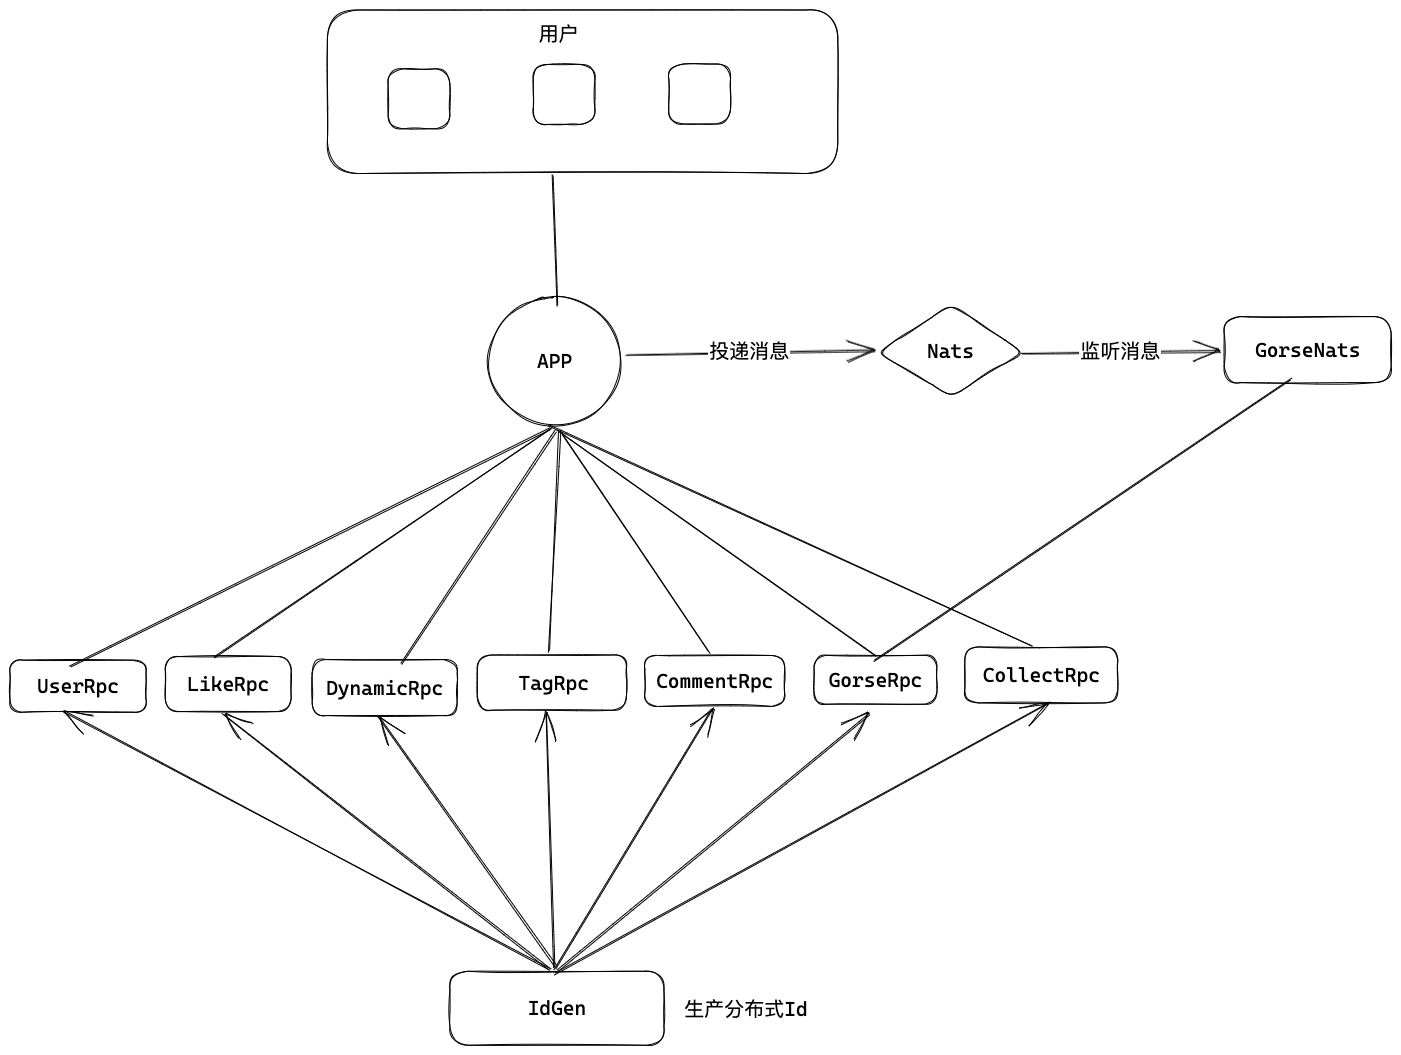 用户
APP
投递消息
Nats
监听消息
GorseNats
UserRpc
LikeRpc
DynamicRpc
TagRpc
CommentRpc
GorseRpc
CollectRpc
IdGen
生产分布式Id